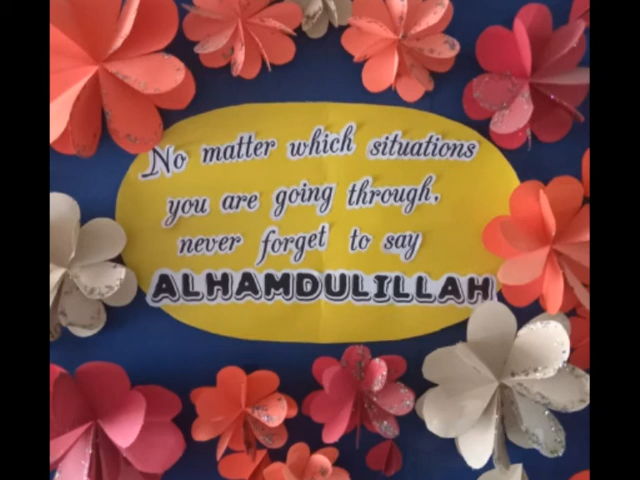 No matter which situations
you are going through,
never forget to say
ALHAMDULILLAH